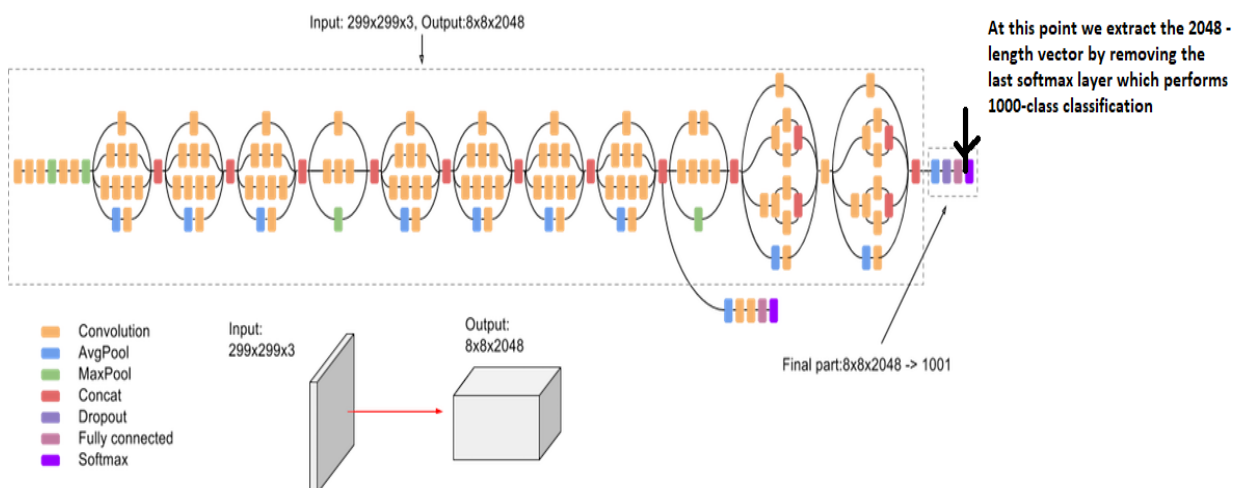 Input: 299x299x3, Output:8x8x2048
At this point we extract the 2048 -
length vector by removing the
last softmax layer which performs
1000-class classification
Convolution
AvgPool
MaxPool
Concat
Dropout
Fully connected
Softmax
Input:
299x299x3
Output:
8x8x2048
Final part:8x8x2048 -> 1001